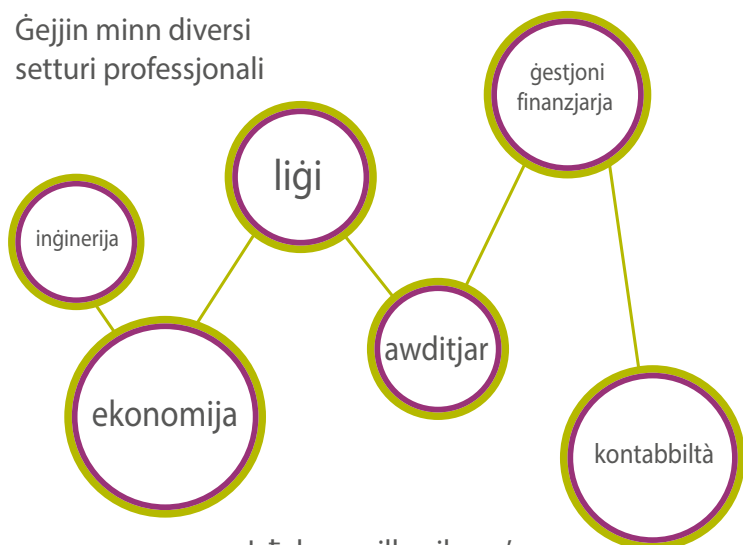 Ġejjin minn diversi
setturi professjonali
ġestjoni
finanzjarja
liġi
inġinerija
awditjar
ekonomija
kontabbiltà